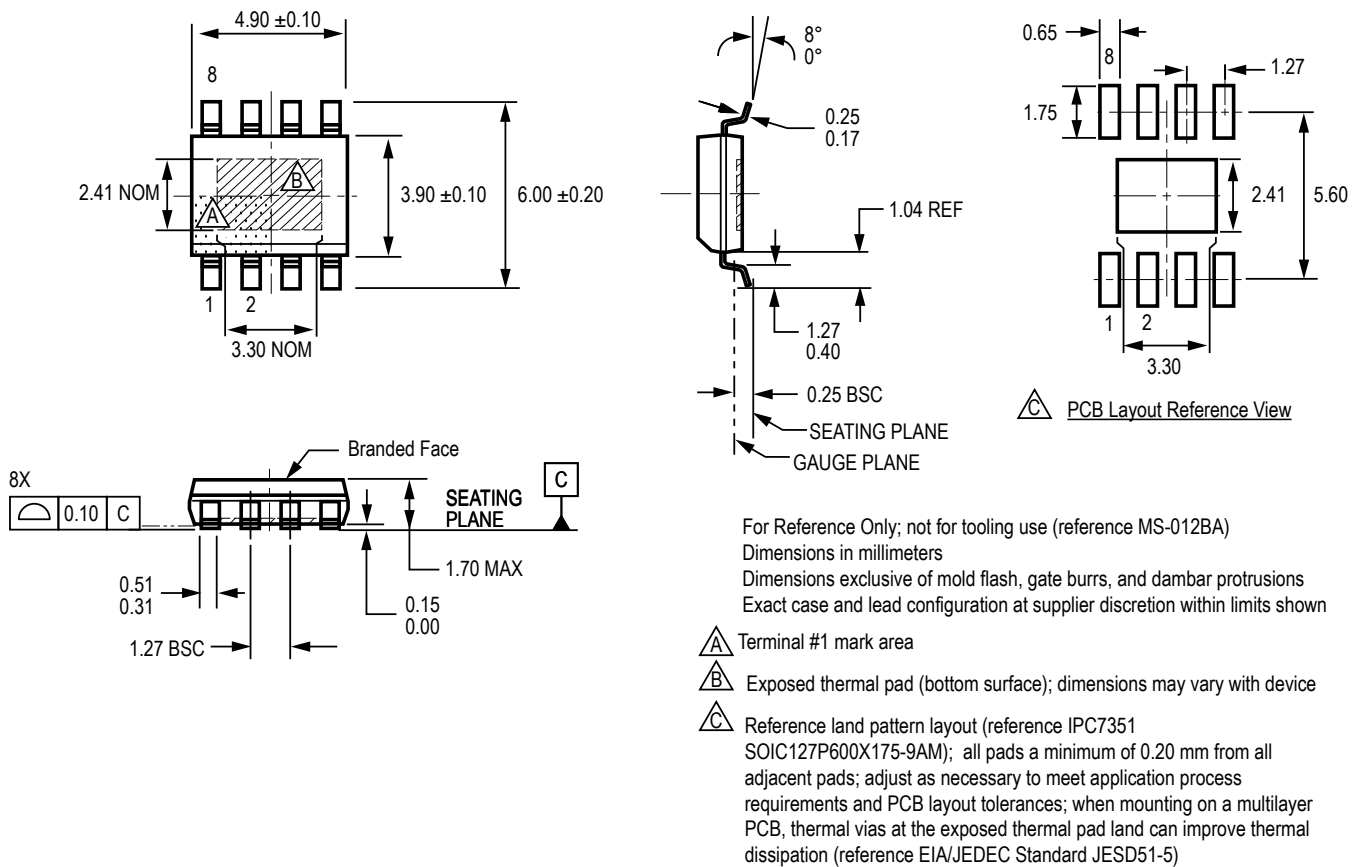 4.90 ±0.10
8
2.41 NOM
B
A
3.90 ±0.10
6.00 ±0.20
1 2
3.30 NOM
8°
0°
0.25
0.17
1.04 REF
1.27
0.40
0.25 BSC
SEATING PLANE
GAUGE PLANE
0.65
8
1.27
1.75
2.41
5.60
1 2
3.30
C PCB Layout Reference View
Branded Face
8X
0.10 C
SEATING
PLANE
C
0.51
0.31
1.27 BSC
1.70 MAX
0.15
0.00
For Reference Only; not for tooling use (reference MS-012BA)
Dimensions in millimeters
Dimensions exclusive of mold flash, gate burrs, and dambar protrusions
Exact case and lead configuration at supplier discretion within limits shown
A Terminal #1 mark area
B Exposed thermal pad (bottom surface); dimensions may vary with device
C Reference land pattern layout (reference IPC7351
SOIC127P600X175-9AM); all pads a minimum of 0.20 mm from all
adjacent pads; adjust as necessary to meet application process
requirements and PCB layout tolerances; when mounting on a multilayer
PCB, thermal vias at the exposed thermal pad land can improve thermal
dissipation (reference EIA/JEDEC Standard JESD51-5)